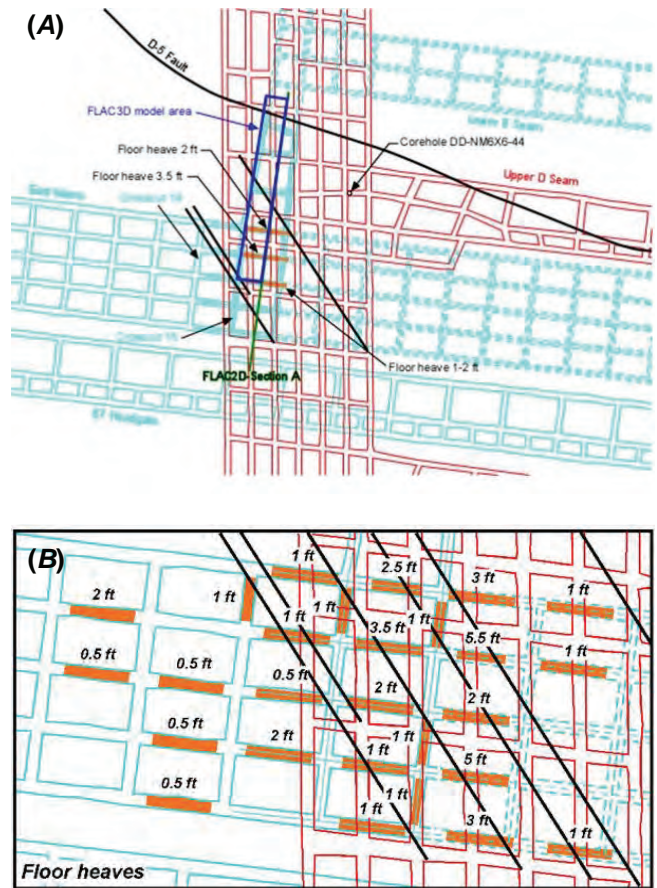 (A)
D-5 Fault
FLAC3D model area
Seam
Floor heave 2 ft
Corehole DD-NM6X6-44
Floor heave 3.5 ft
Upper D Seam
Floor heave 1-2 ft
FLAC2D-Section A
Headgate
(B)
1 ft
2.5 ft
3 ft
1 ft
2 ft
1 ft
1 ft
1 ft
1 ft
3.5 ft
5.5 ft
1 ft
0.5 ft
0.5 ft
0.5 ft
2 ft
2 ft
0.5 ft
2 ft
1 ft
1 ft
5 ft
0.5 ft
1 ft
1 ft
3 ft
1 ft
Floor heaves